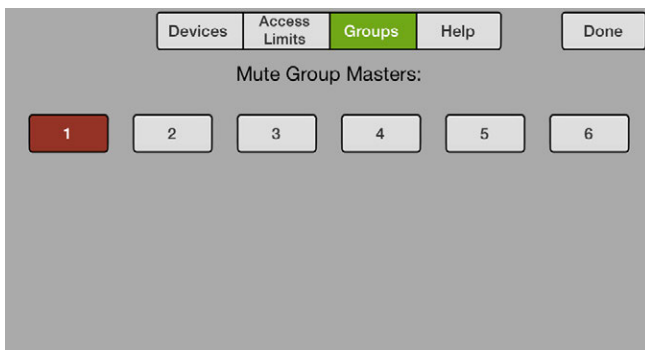 Devices
Access
Limits
Groups
Help
Done
Mute Group Masters:
1 2 3 4 5 6